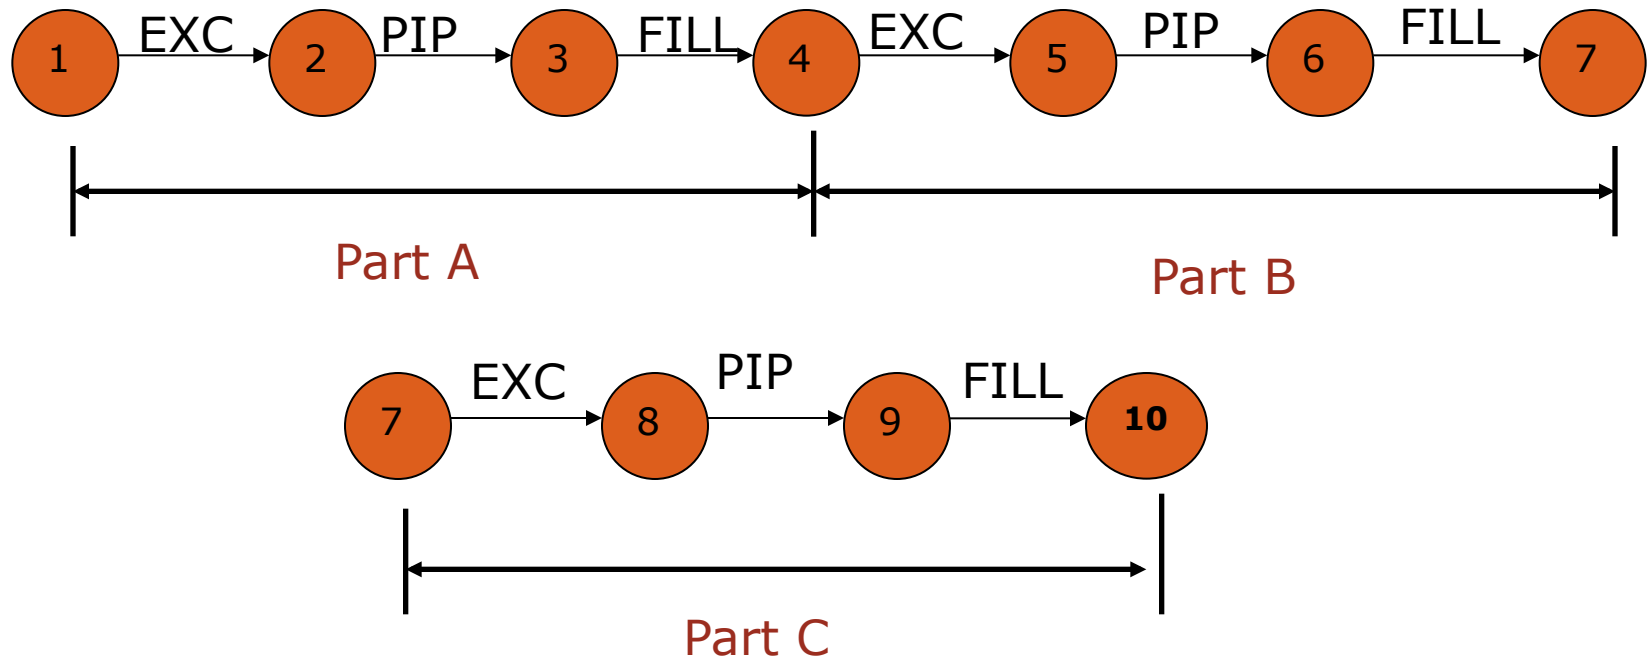 1 EXC 2 PIP 3 FILL 4 EXC 5 PIP 6 FILL 7
Part A Part B
7 EXC 8 PIP 9 FILL 10
Part C